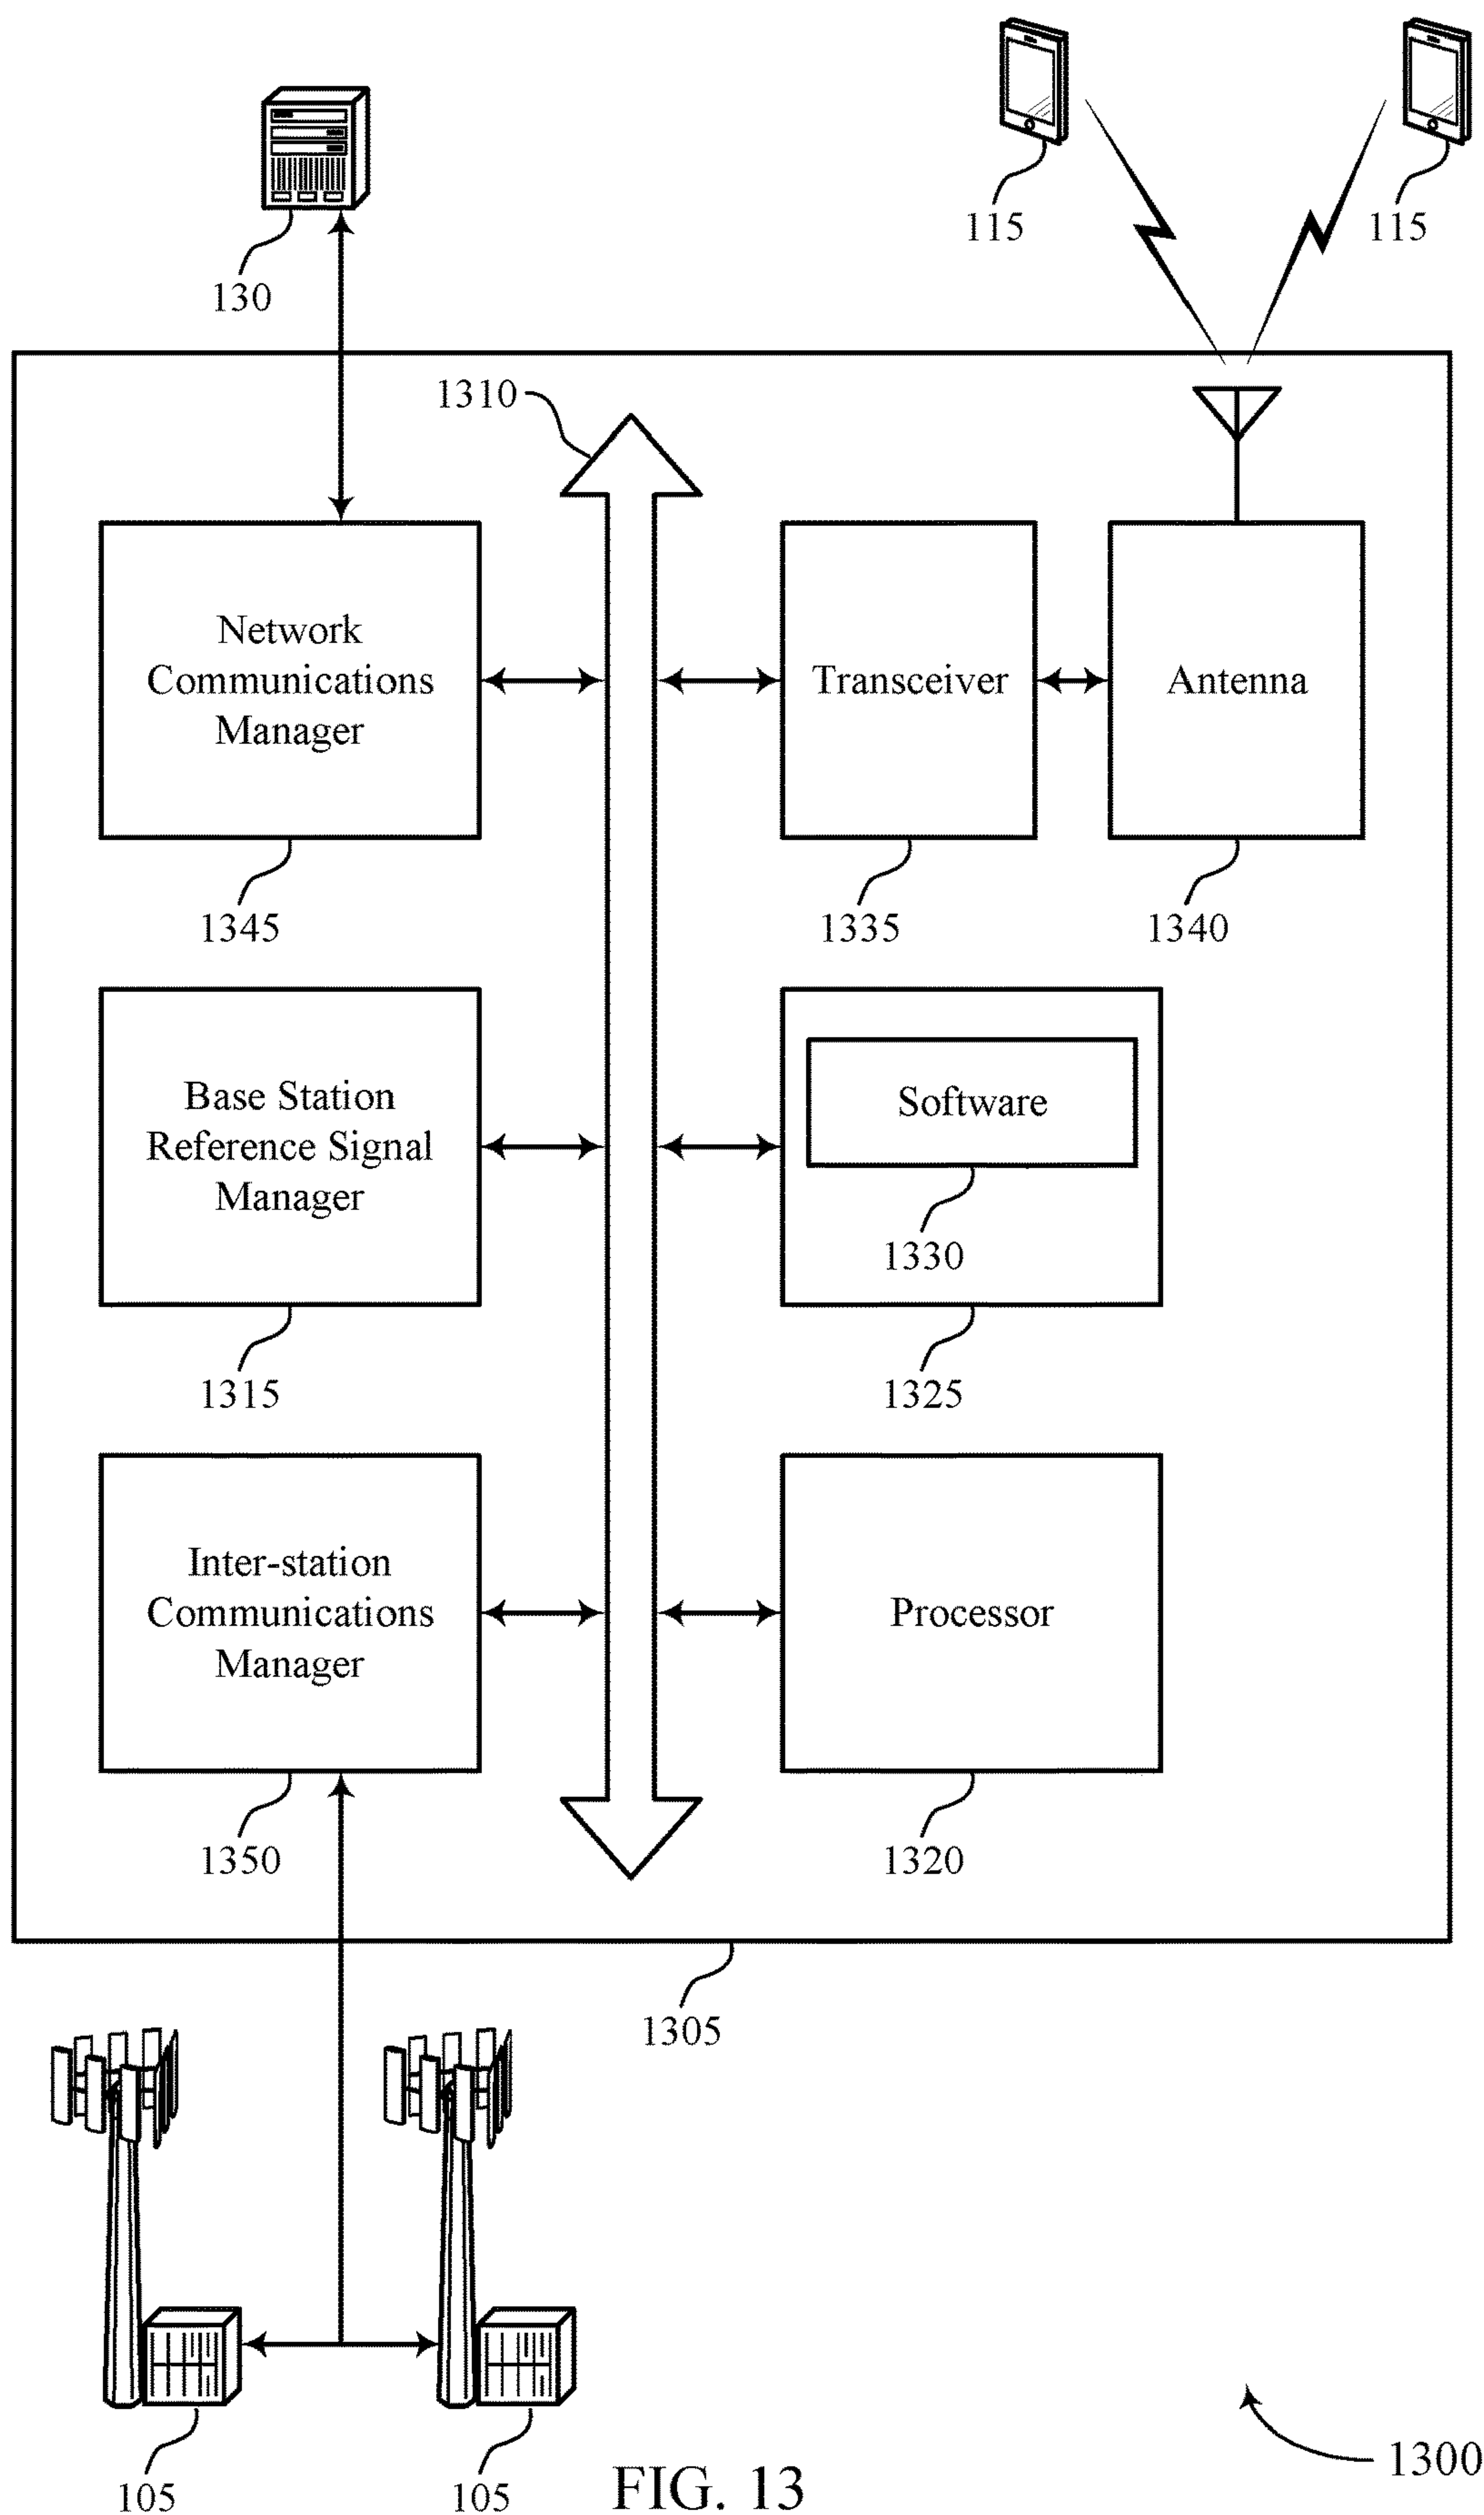 115
115
130
1310
Network
Communications
Manager
Transceiver
Antenna
1345
1335
1340
Base Station
Reference Signal
Manager
Software
1330
1315
1325
Inter-station
Communications
Manager
Processor
1350
1320
1305
105
105
FIG. 13
1300